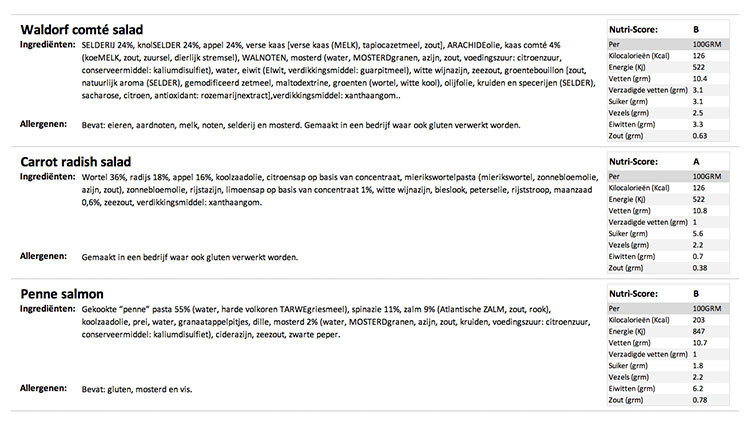 Waldorf comté salad
Ingrediënten: SELDERIJ 24%, knolSELDER 24%, appel 24%, verse kaas [verse kaas (MELK), tapiocazetmeel, zout], ARACHIDEolie, kaas comté 4%
(koeMELK, zout, zuursel, dierlijk stremsel), WALNOTEN, mosterd (water, MOSTERDgranen, azijn, zout, voedingszuur: citroenzuur,
conserveermiddel: kaliumdisulfiet), water, eiwit (EIwit, verdikkingsmiddel: guarpitmeel), witte wijnazijn, zeezout, groentebouillon [zout,
natuurlijk aroma (SELDER), gemodificeerd zetmeel, maltodextrine, groenten (wortel, witte kool), olijfolie, kruiden en specerijen (SELDER),
sacharose, citroen, antioxidant: rozemarijnextract],verdikkingsmiddel: xanthaangom..
Allergenen: Bevat: eieren, aardnoten, melk, noten, selderij en mosterd. Gemaakt in een bedrijf waar ook gluten verwerkt worden.
Nutri-Score: B
Per 100GRM
Kilocalorieën (Kcal) 126
Energie (Kj) 522
Vetten (grm) 10.4
Verzadigde vetten (grm) 3.1
Suiker (grm) 3.1
Vezels (grm) 2.5
Eiwitten (grm) 3.3
Zout (grm) 0.63
Carrot radish salad
Ingrediënten: Wortel 36%, radijs 18%, appel 16%, koolzaadolie, citroensap op basis van concentraat, mierikswortelpasta (mierikswortel, zonnebloemolie,
azijn, zout), zonnebloemolie, rijstazijn, limoensap op basis van concentraat 1%, witte wijnazijn, bieslook, peterselie, rijststroop, maanzaad
0,6%, zeezout, verdikkingsmiddel: xanthaangom.
Allergenen: Gemaakt in een bedrijf waar ook gluten verwerkt worden.
Nutri-Score: A
Per 100GRM
Kilocalorieën (Kcal) 126
Energie (Kj) 522
Vetten (grm) 10.8
Verzadigde vetten (grm) 1
Suiker (grm) 5.6
Vezels (grm) 2.2
Eiwitten (grm) 0.7
Zout (grm) 0.38
Penne salmon
Ingrediënten: Gekookte “penne” pasta 55% (water, harde volkoren TARWEgriesmeel), spinazie 11%, zalm 9% (Atlantische ZALM, zout, rook),
koolzaadolie, prei, water, granaatappelpitjes, dille, mosterd 2% (water, MOSTERDgranen, azijn, zout, kruiden, voedingszuur: citroenzuur,
conserveermiddel: kaliumdisulfiet), ciderazijn, zeezout, zwarte peper.
Allergenen: Bevat: gluten, mosterd en vis.
Nutri-Score: B
Per 100GRM
Kilocalorieën (Kcal) 203
Energie (Kj) 847
Vetten (grm) 10.7
Verzadigde vetten (grm) 1
Suiker (grm) 1.8
Vezels (grm) 2.2
Eiwitten (grm) 6.2
Zout (grm) 0.78